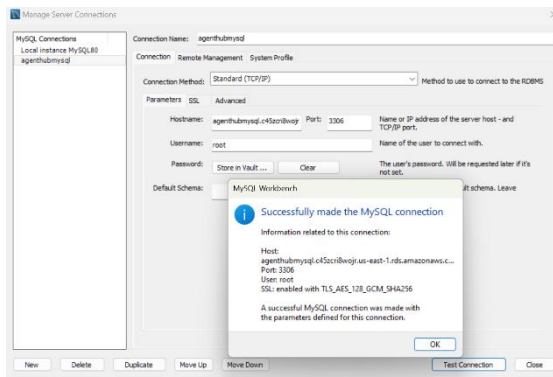 Manage Server Connections
MySQL Connections
Local instance MySQL80
agenthubmysql
Connection Name: agenthubmysql
Connection Remote Management System Profile
Connection Method: Standard (TCP/IP) Method to use to connect to the RDBMS
Parameters SSL Advanced
Hostname: agenthubmysql.c45zcri8wojr Port: 3306 Name or IP address of the server host - and
TCP/IP port.
Username: root Name of the user to connect with.
Password: Store in Vault ... Clear The user's password. Will be requested later if it's
not set.
Default Schema: ult schema. Leave
MySQL Workbench
Successfully made the MySQL connection
Information related to this connection:
Host:
agenthubmysql.c45zcri8wojr.us-east-1.rds.amazonaws.c...
Port: 3306
User: root
SSL: enabled with TLS_AES_128_GCM_SHA256
A successful MySQL connection was made with
the parameters defined for this connection.
OK
New Delete Duplicate Move Up Move Down Test Connection Close